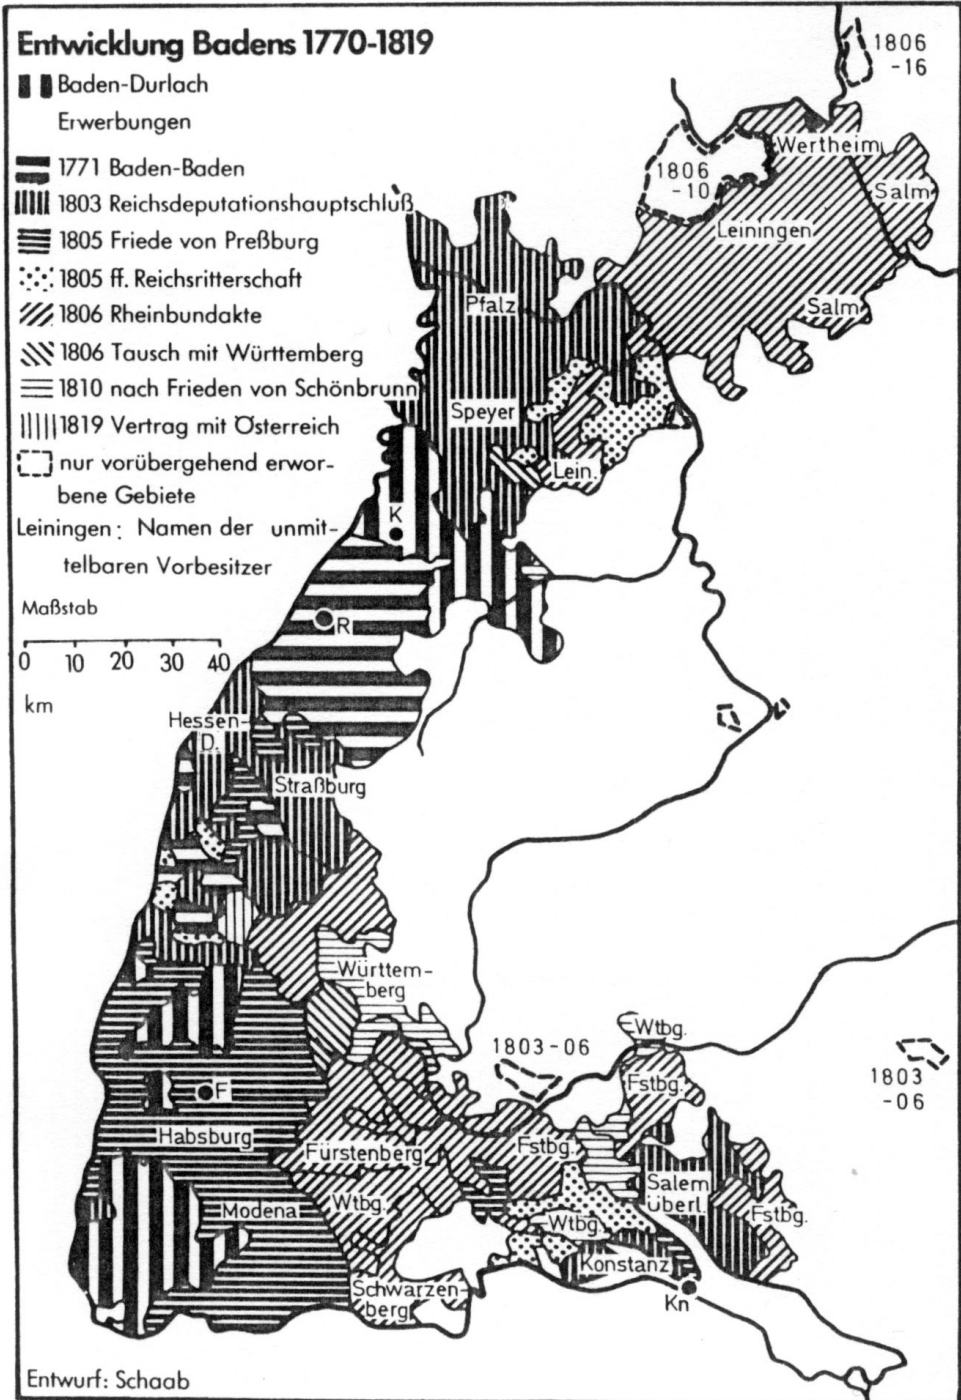 Entwicklung Badens 1770-1819
Baden-Durlach
Erwerbungen
1771 Baden-Baden
1803 Reichsdeputationshauptschluß
1805 Friede von Preßburg
1805 ff. Reichsritterschaft
1806 Rheinbundakte
1806 Tausch mit Württemberg
1810 nach Frieden von Schönbrunn
1819 Vertrag mit Österreich
nur vorübergehend erwor-
bene Gebiete
Leiningen: Namen der unmit-
telbaren Vorbesitzer
Maßstab
0 10 20 30 40
km
1806
-16
Wertheim
1806
-10
Salm
Leiningen
Salm
Pfalz
Speyer
Lein.
K
R
Hessen-
D.
Straßburg
Württem-
berg
Wtbg.
1803-06
1803
-06
Fstbg.
F
Habsburg
Fürstenberg
Fstbg.
Salem
überl.
Modena
Wtbg.
Wtbg.
Fstbg.
Konstanz
Schwarzen-
berg
Kn
Entwurf: Schaab